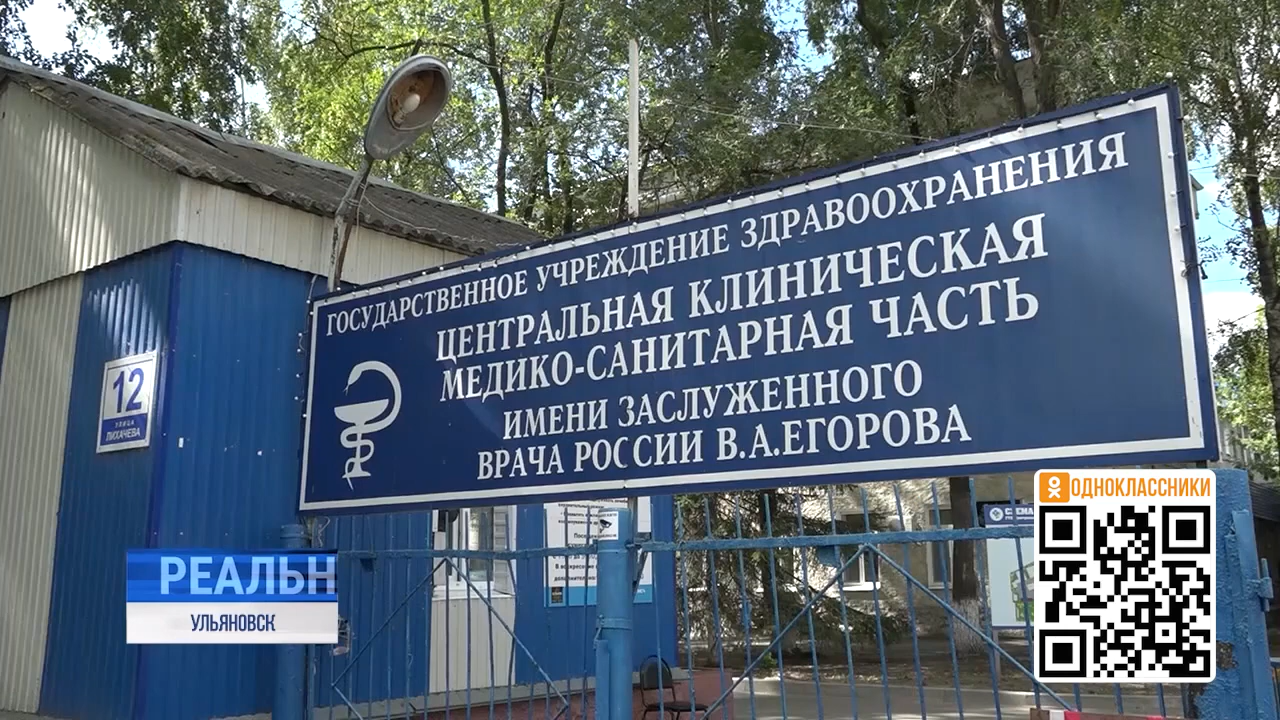 ГОСУДАРСТВЕННОЕ УЧРЕЖДЕНИЕ ЗДРАВООХРАНЕНИЯ
ЦЕНТРАЛЬНАЯ КЛИНИЧЕСКАЯ
МЕДИКО-САНИТАРНАЯ ЧАСТЬ
ИМЕНИ ЗАСЛУЖЕННОГО
ВРАЧА РОССИИ В.А.ЕГОРОВА
12
УЛИЦА
ЛИХАЧЕВА
ОДНОКЛАССНИКИ
РЕАЛЬН
УЛЬЯНОВСК